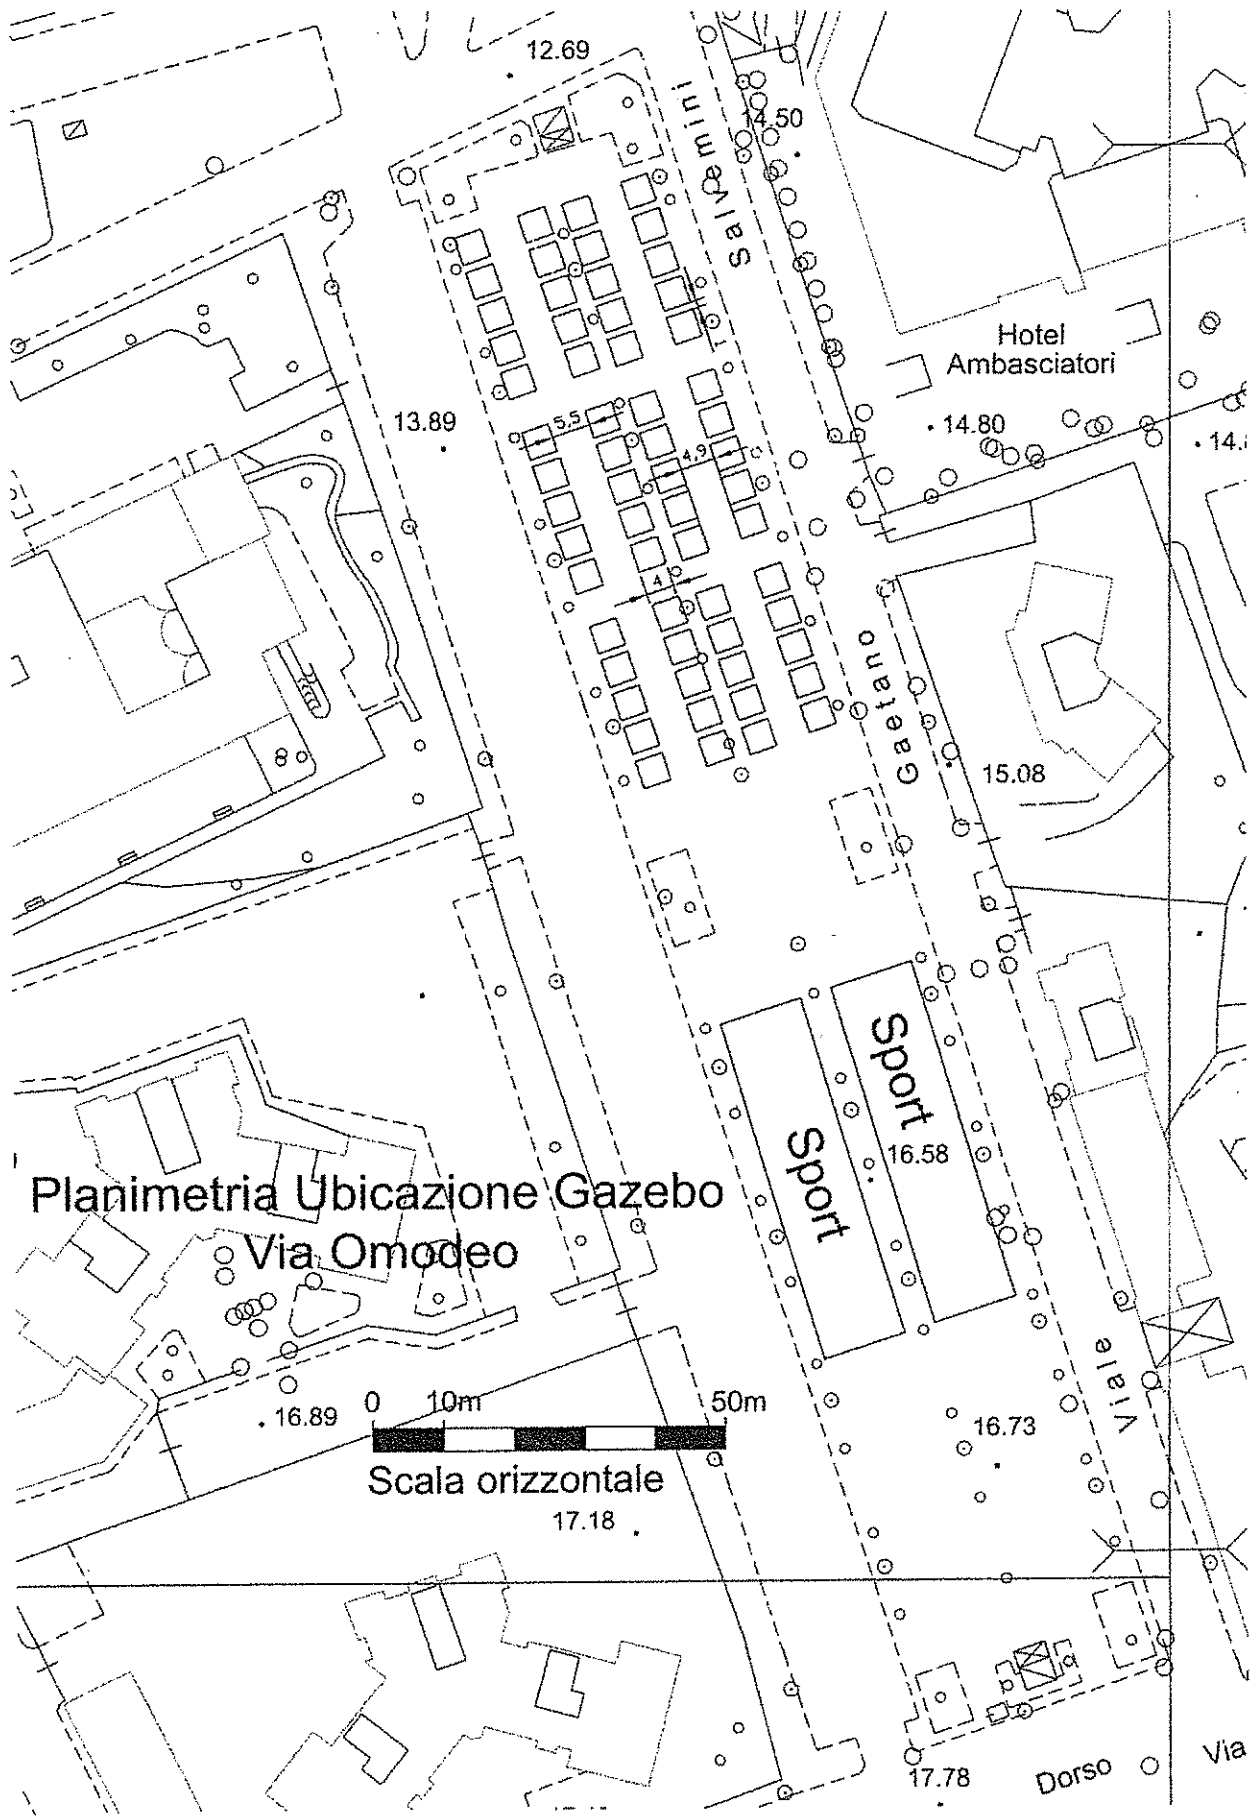 12.69
14.50
Salvemini
Hotel
Ambasciatori
13.89
5,5
14.80
4,9
1
4
Gaetano
15.08
Sport
Sport
16.58
Planimetria Ubicazione Gazebo
Via Omodeo
Viale
0 10m 50m
16.89
16.73
Scala orizzontale
17.18
17.78
Dorso
Via